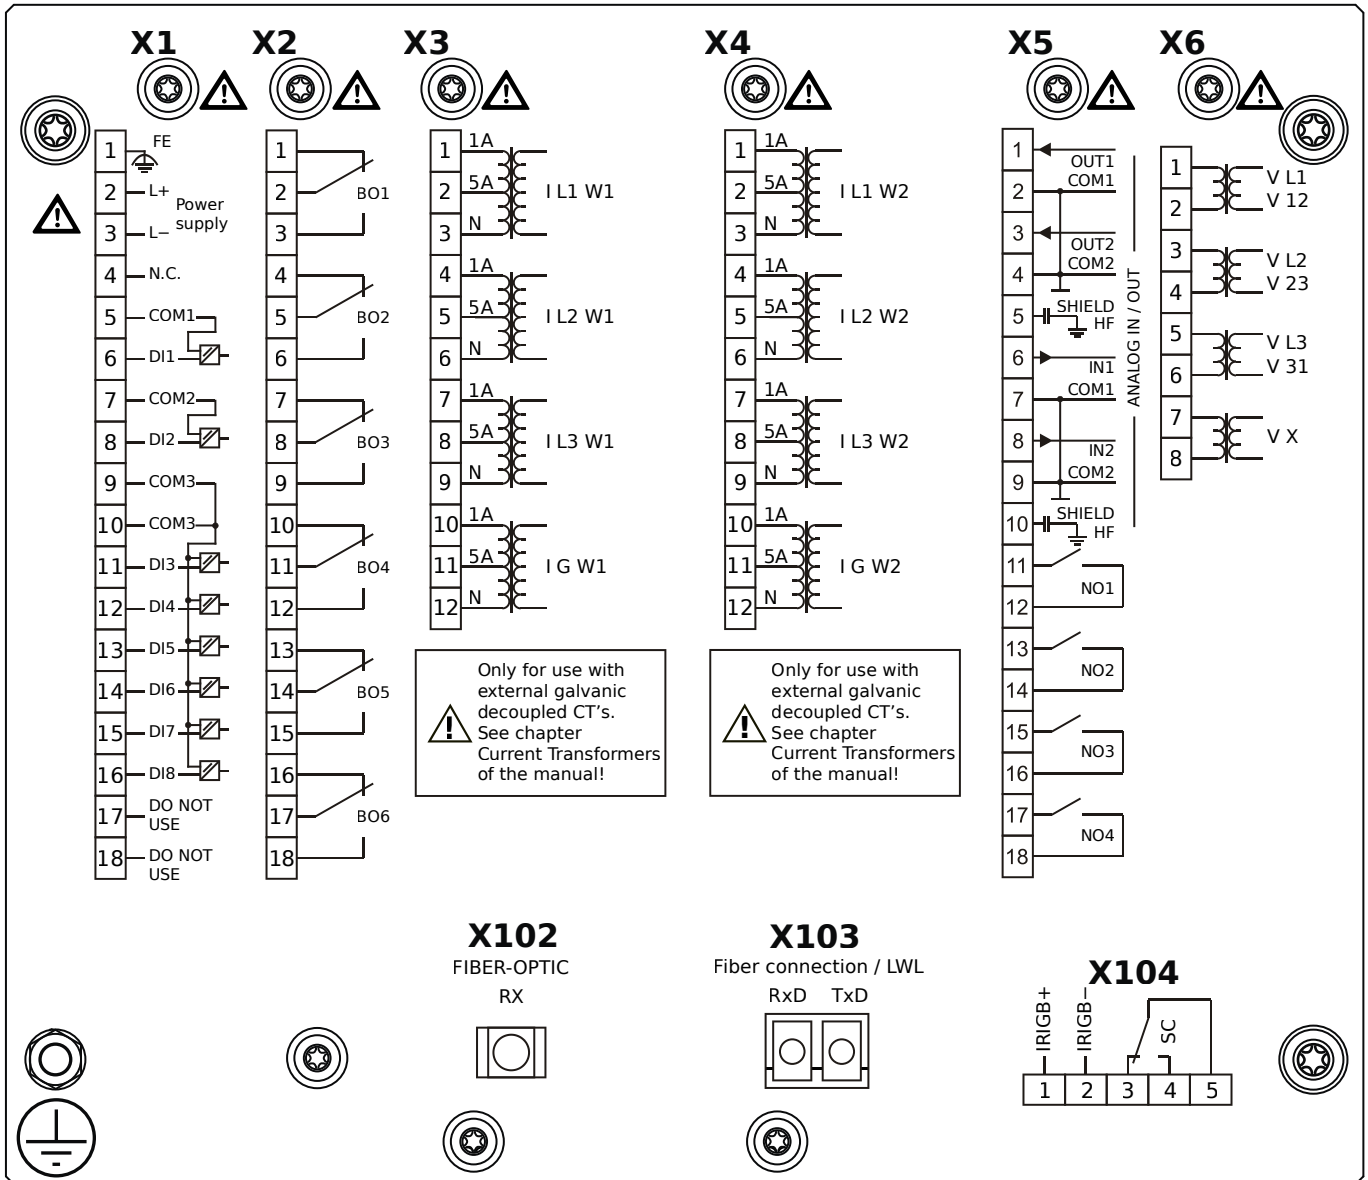 X1
1 FE
2 L+
Power
supply
3 L−
4 N.C.
5 COM1
6 DI1
7 COM2
8 DI2
9 COM3
10 COM3
11 DI3
12 DI4
13 DI5
14 DI6
15 DI7
16 DI8
17 DO NOT
USE
18 DO NOT
USE
X2
1
2 BO1
3
4
5 BO2
6
7
8 BO3
9
10
11 BO4
12
13
14 BO5
15
16
17 BO6
18
X3
1 1A
2 5A I L1 W1
3 N
4 1A
5 5A I L2 W1
6 N
7 1A
8 5A I L3 W1
9 N
10 1A
11 5A I G W1
12 N
Only for use with
external galvanic
decoupled CT's.
See chapter
Current Transformers
of the manual!
X4
1 1A
2 5A I L1 W2
3 N
4 1A
5 5A I L2 W2
6 N
7 1A
8 5A I L3 W2
9 N
10 1A
11 5A I G W2
12 N
Only for use with
external galvanic
decoupled CT's.
See chapter
Current Transformers
of the manual!
X5
1 OUT1
2 COM1
3 OUT2
4 COM2
5 SHIELD
HF
6 IN1
7 COM1
8 IN2
9 COM2
10 SHIELD
HF
ANALOG IN / OUT
11
NO1
12
13
NO2
14
15
NO3
16
17
NO4
18
X6
1 V L1
2 V 12
3 V L2
4 V 23
5 V L3
6 V 31
7 V X
8
X102
FIBER-OPTIC
RX
X103
Fiber connection / LWL
RxD TxD
X104
IRIGB+
IRIGB−
SC
1 2 3 4 5